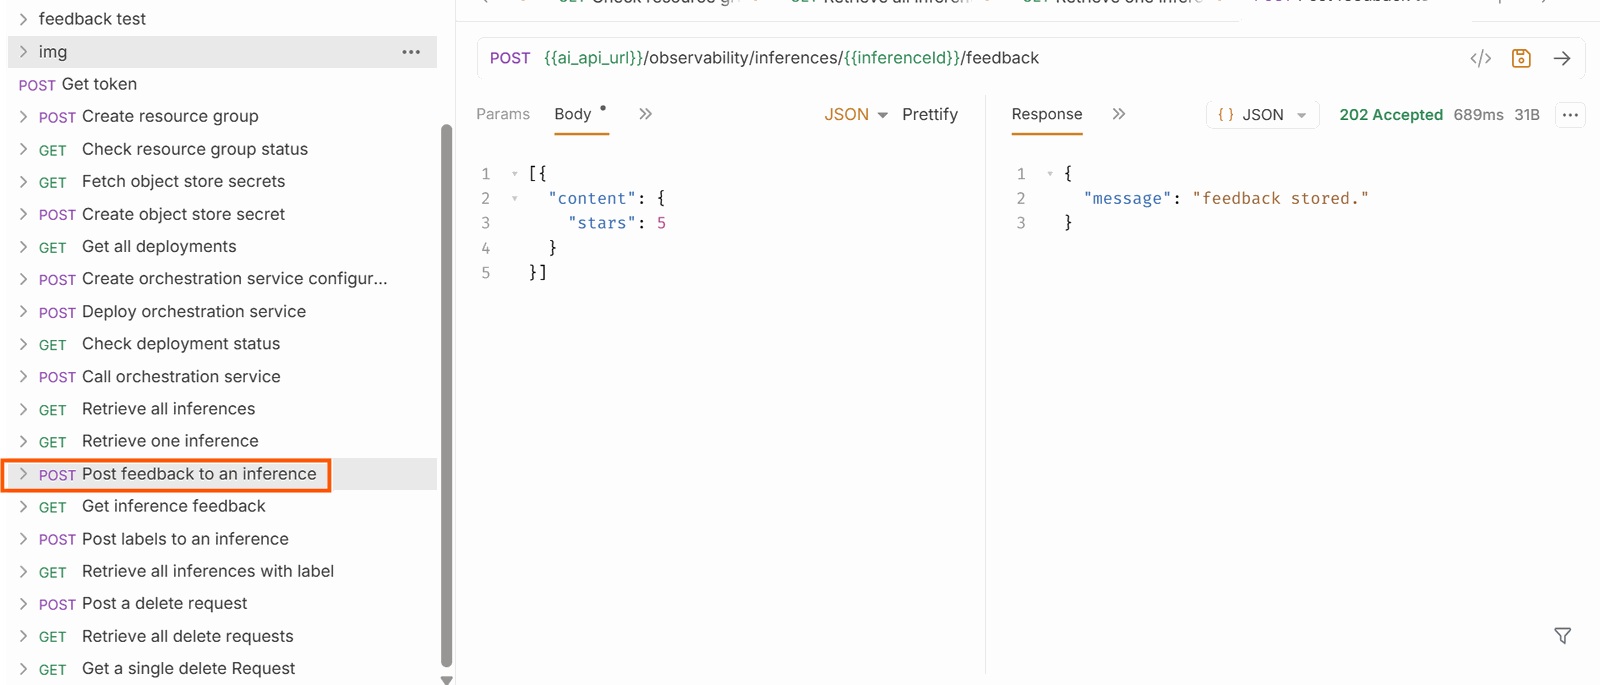 feedback test
img
POST Get token
POST Create resource group
GET Check resource group status
GET Fetch object store secrets
POST Create object store secret
GET Get all deployments
POST Create orchestration service configur...
POST Deploy orchestration service
GET Check deployment status
POST Call orchestration service
GET Retrieve all inferences
GET Retrieve one inference
POST Post feedback to an inference
GET Get inference feedback
POST Post labels to an inference
GET Retrieve all inferences with label
POST Post a delete request
GET Retrieve all delete requests
GET Get a single delete Request
POST {{ai_api_url}}/observability/inferences/{{inferenceId}}/feedback
Params Body JSON Prettify
1 [{
2 "content": {
3 "stars": 5
4 }
5 }]
Response { } JSON 202 Accepted 689ms 31B
1 {
2 "message": "feedback stored."
3 }